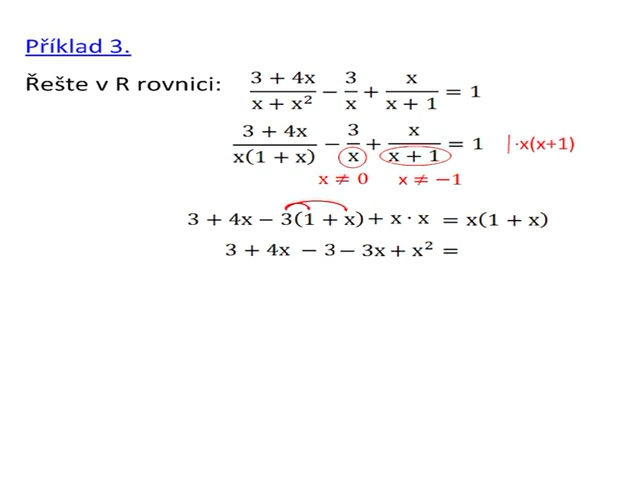 Příklad 3.
Řešte v R rovnici: (3 + 4x)/(x + x²) − 3/x + x/(x + 1) = 1
(3 + 4x)/(x(1 + x)) − 3/x + x/(x + 1) = 1 |·x(x+1)
x ≠ 0 x ≠ −1
3 + 4x − 3(1 + x) + x · x = x(1 + x)
3 + 4x − 3 − 3x + x² =